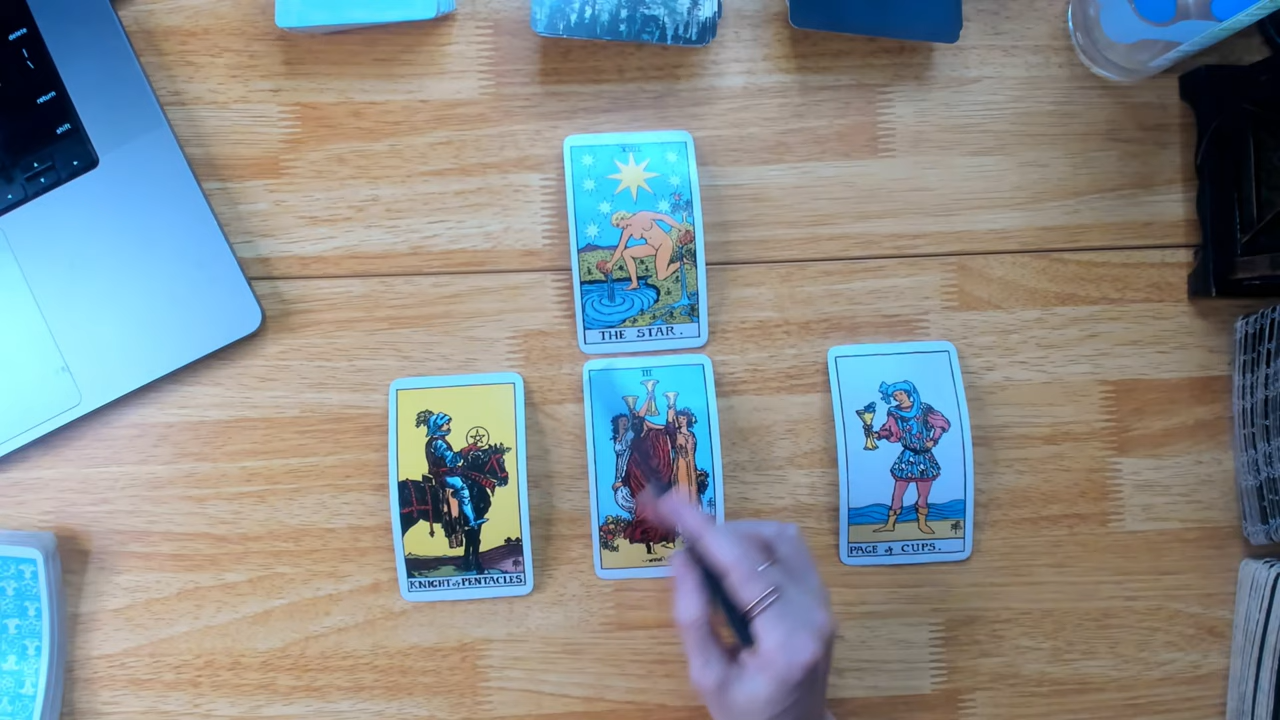 delete
return
shift
XVII
THE STAR.
III
KNIGHT of PENTACLES
PAGE of CUPS.